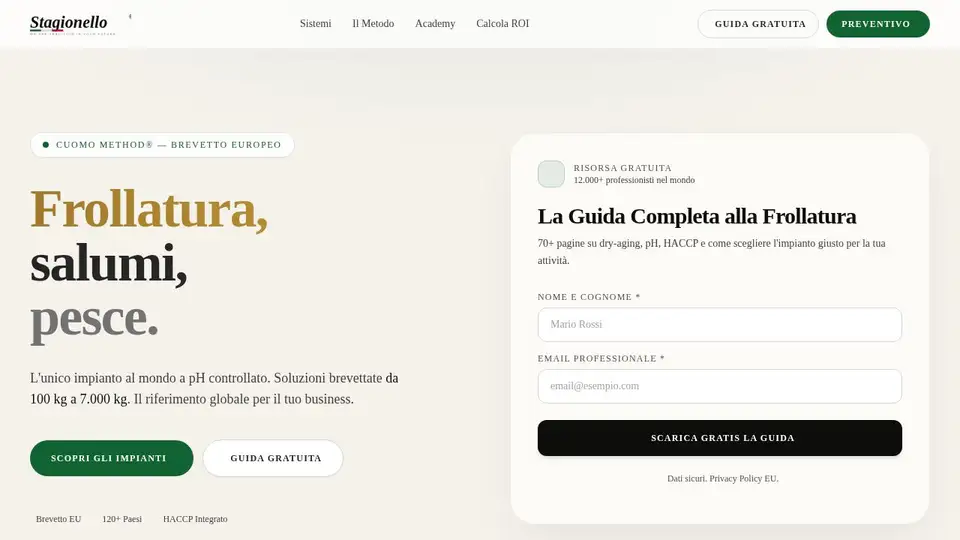 Stagionello
Sistemi
Il Metodo
Academy
Calcola ROI
GUIDA GRATUITA
PREVENTIVO
CUOMO METHOD® — BREVETTO EUROPEO
Frollatura,
salumi,
pesce.
L'unico impianto al mondo a pH controllato. Soluzioni brevettate da
100 kg a 7.000 kg. Il riferimento globale per il tuo business.
SCOPRI GLI IMPIANTI
GUIDA GRATUITA
Brevetto EU
120+ Paesi
HACCP Integrato
RISORSA GRATUITA
12.000+ professionisti nel mondo
La Guida Completa alla Frollatura
70+ pagine su dry-aging, pH, HACCP e come scegliere l'impianto giusto per la tua
attività.
NOME E COGNOME *
Mario Rossi
EMAIL PROFESSIONALE *
email@esempio.com
SCARICA GRATIS LA GUIDA
Dati sicuri. Privacy Policy EU.